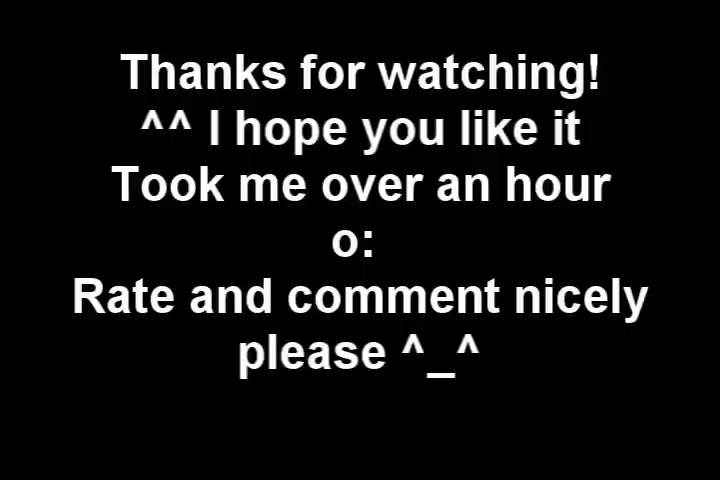 Thanks for watching!
^^ I hope you like it
Took me over an hour
o:
Rate and comment nicely
please ^_^